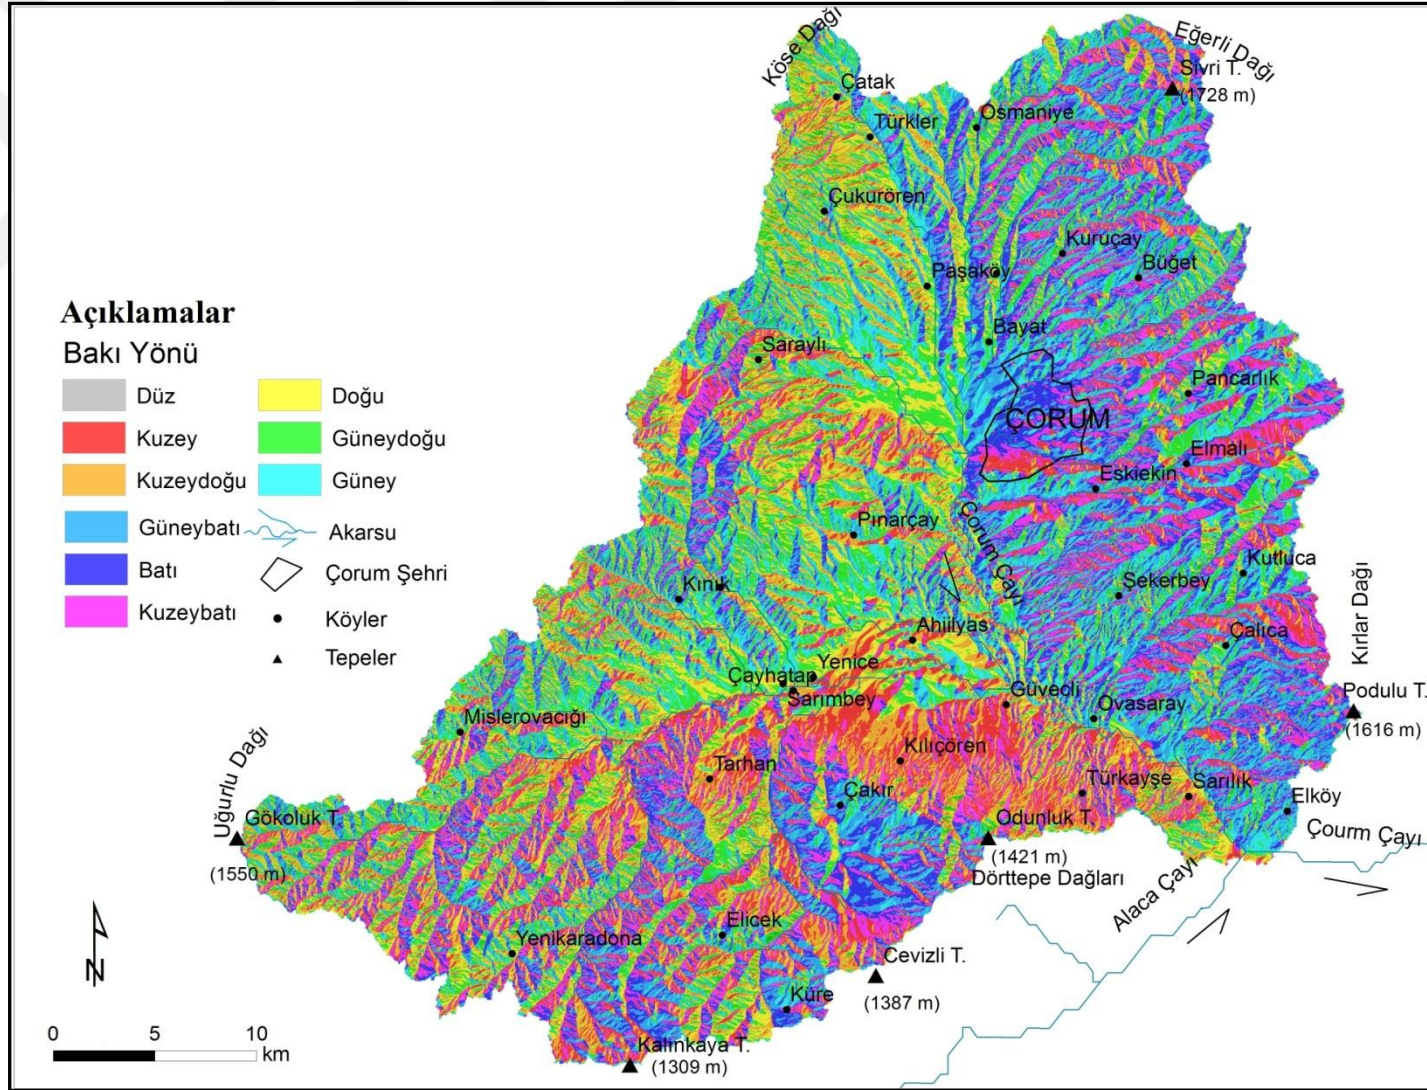 Köse Dağı
Eğerli Dağı
Sivri T.
(1728 m)
Çatak
Türkler
Osmaniye
Çukurören
Kuruçay
Büğet
Paşaköy
Bayat
Saraylı
Pancarlık
ÇORUM
Elmalı
Eskiekin
Pınarçay
Çorum Çayı
Kınık
Şekerbey
Kutluca
Ahiilyas
Çalıca
Kırlar Dağı
Yenice
Çayhatap
Sarımbey
Güveçli
Ovasaray
Podulu T.
(1616 m)
Mislerovacığı
Kılıçören
Tarhan
Türkayşe
Sarılık
Çakır
Elköy
Uğurlu Dağı
Gökoluk T.
(1550 m)
Odunluk T.
(1421 m)
Dörttepe Dağları
Çourm Çayı
Alaca Çayı
Elicek
Yenikaradona
Cevizli T.
(1387 m)
Küre
Kalınkaya T.
(1309 m)
Açıklamalar
Bakı Yönü
Düz
Kuzey
Kuzeydoğu
Güneybatı
Batı
Kuzeybatı
Doğu
Güneydoğu
Güney
Akarsu
Çorum Şehri
Köyler
Tepeler
N
0 5 10
km